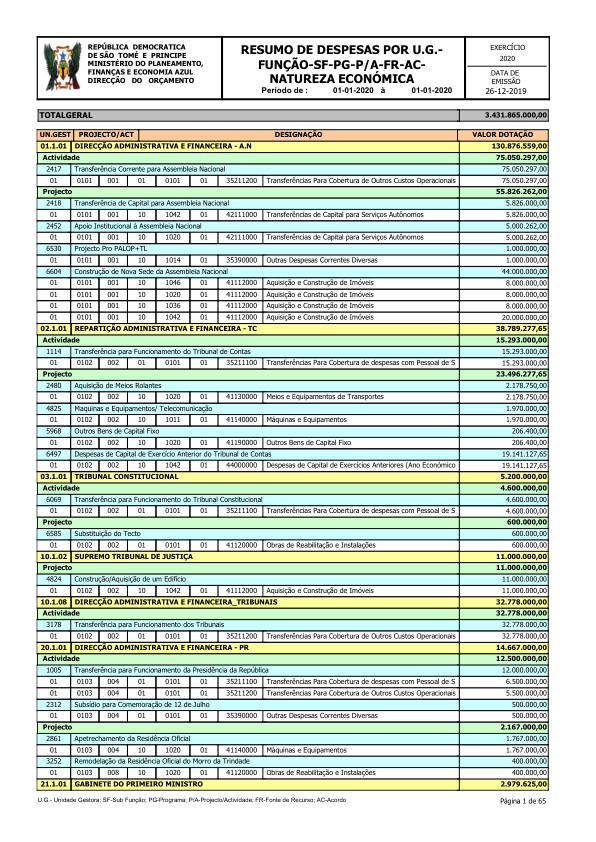 REPÚBLICA DEMOCRATICA
DE SÃO TOMÉ E PRINCIPE
MINISTÉRIO DO PLANEAMENTO,
FINANÇAS E ECONOMIA AZUL
DIRECÇÃO DO ORÇAMENTO
RESUMO DE DESPESAS POR U.G.-
FUNÇÃO-SF-PG-P/A-FR-AC-
NATUREZA ECONÓMICA
Período de : 01-01-2020 à 01-01-2020
EXERCÍCIO
2020
DATA DE
EMISSÃO
26-12-2019
TOTALGERAL 3.431.865.000,00
UN.GEST PROJECTO/ACT DESIGNAÇÃO VALOR DOTAÇÃO
01.1.01 DIRECÇÃO ADMINISTRATIVA E FINANCEIRA - A.N 130.876.559,00
Actividade 75.050.297,00
2417 Transferência Corrente para Assembleia Nacional 75.050.297,00
01 0101 001 01 0101 01 35211200 Transferências Para Cobertura de Outros Custos Operacionais 75.050.297,00
Projecto 55.826.262,00
2418 Transferência de Capital para Assembleia Nacional 5.826.000,00
01 0101 001 10 1042 01 42111000 Transferências de Capital para Serviços Autônomos 5.826.000,00
2452 Apoio Institucional à Assembleia Nacional 5.000.262,00
01 0101 001 10 1020 01 42111000 Transferências de Capital para Serviços Autônomos 5.000.262,00
6530 Projecto Pro PALOP+TL 1.000.000,00
01 0101 001 10 1014 01 35390000 Outras Despesas Correntes Diversas 1.000.000,00
6604 Construção de Nova Sede da Assembleia Nacional 44.000.000,00
01 0101 001 10 1046 01 41112000 Aquisição e Construção de Imóveis 8.000.000,00
01 0101 001 10 1020 01 41112000 Aquisição e Construção de Imóveis 8.000.000,00
01 0101 001 10 1036 01 41112000 Aquisição e Construção de Imóveis 8.000.000,00
01 0101 001 10 1042 01 41112000 Aquisição e Construção de Imóveis 20.000.000,00
02.1.01 REPARTIÇÃO ADMINISTRATIVA E FINANCEIRA - TC 38.789.277,65
Actividade 15.293.000,00
1114 Transferência para Funcionamento do Tribunal de Contas 15.293.000,00
01 0102 002 01 0101 01 35211100 Transferências Para Cobertura de despesas com Pessoal de S 15.293.000,00
Projecto 23.496.277,65
2480 Aquisição de Meios Rolantes 2.178.750,00
01 0102 002 10 1020 01 41130000 Meios e Equipamentos de Transportes 2.178.750,00
4825 Maquinas e Equipamentos/ Telecomunicação 1.970.000,00
01 0102 002 10 1011 01 41140000 Máquinas e Equipamentos 1.970.000,00
5968 Outros Bens de Capital Fixo 206.400,00
01 0102 002 10 1020 01 41190000 Outros Bens de Capital Fixo 206.400,00
6497 Despesas de Capital de Exercício Anterior do Tribunal de Contas 19.141.127,65
01 0102 002 10 1042 01 44000000 Despesas de Capital de Exercícios Anteriores (Ano Económico 19.141.127,65
03.1.01 TRIBUNAL CONSTITUCIONAL 5.200.000,00
Actividade 4.600.000,00
6069 Transferência para Funcionamento do Tribunal Constitucional 4.600.000,00
01 0102 002 01 0101 01 35211100 Transferências Para Cobertura de despesas com Pessoal de S 4.600.000,00
Projecto 600.000,00
6585 Substituição do Tecto 600.000,00
01 0102 002 01 0101 01 41120000 Obras de Reabilitação e Instalações 600.000,00
10.1.02 SUPREMO TRIBUNAL DE JUSTIÇA 11.000.000,00
Projecto 11.000.000,00
4824 Construção/Aquisição de um Edifício 11.000.000,00
01 0102 002 10 1042 01 41112000 Aquisição e Construção de Imóveis 11.000.000,00
10.1.08 DIRECÇÃO ADMINISTRATIVA E FINANCEIRA_TRIBUNAIS 32.778.000,00
Actividade 32.778.000,00
3178 Transferência para Funcionamento dos Tribunais 32.778.000,00
01 0102 002 01 0101 01 35211200 Transferências Para Cobertura de Outros Custos Operacionais 32.778.000,00
20.1.01 DIRECÇÃO ADMINISTRATIVA E FINANCEIRA - PR 14.667.000,00
Actividade 12.500.000,00
1005 Transferência para Funcionamento da Presidência da República 12.000.000,00
01 0103 004 01 0101 01 35211100 Transferências Para Cobertura de despesas com Pessoal de S 6.500.000,00
01 0103 004 01 0101 01 35211200 Transferências Para Cobertura de Outros Custos Operacionais 5.500.000,00
2312 Subsídio para Comemoração de 12 de Julho 500.000,00
01 0103 004 01 0101 01 35390000 Outras Despesas Correntes Diversas 500.000,00
Projecto 2.167.000,00
2861 Apetrechamento da Residência Oficial 1.767.000,00
01 0103 004 10 1020 01 41140000 Máquinas e Equipamentos 1.767.000,00
3252 Remodelação da Residência Oficial do Morro da Trindade 400.000,00
01 0103 008 10 1020 01 41120000 Obras de Reabilitação e Instalações 400.000,00
21.1.01 GABINETE DO PRIMEIRO MINISTRO 2.979.625,00
U.G.- Unidade Gestora; SF-Sub Função; PG-Programa; P/A-Projecto/Actividade; FR-Fonte de Recurso; AC-Acordo Página 1 de 65